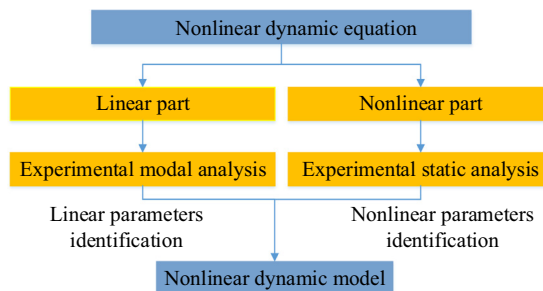 Nonlinear dynamic equation
Linear part
Nonlinear part
Experimental modal analysis
Experimental static analysis
Linear parameters
identification
Nonlinear parameters
identification
Nonlinear dynamic model